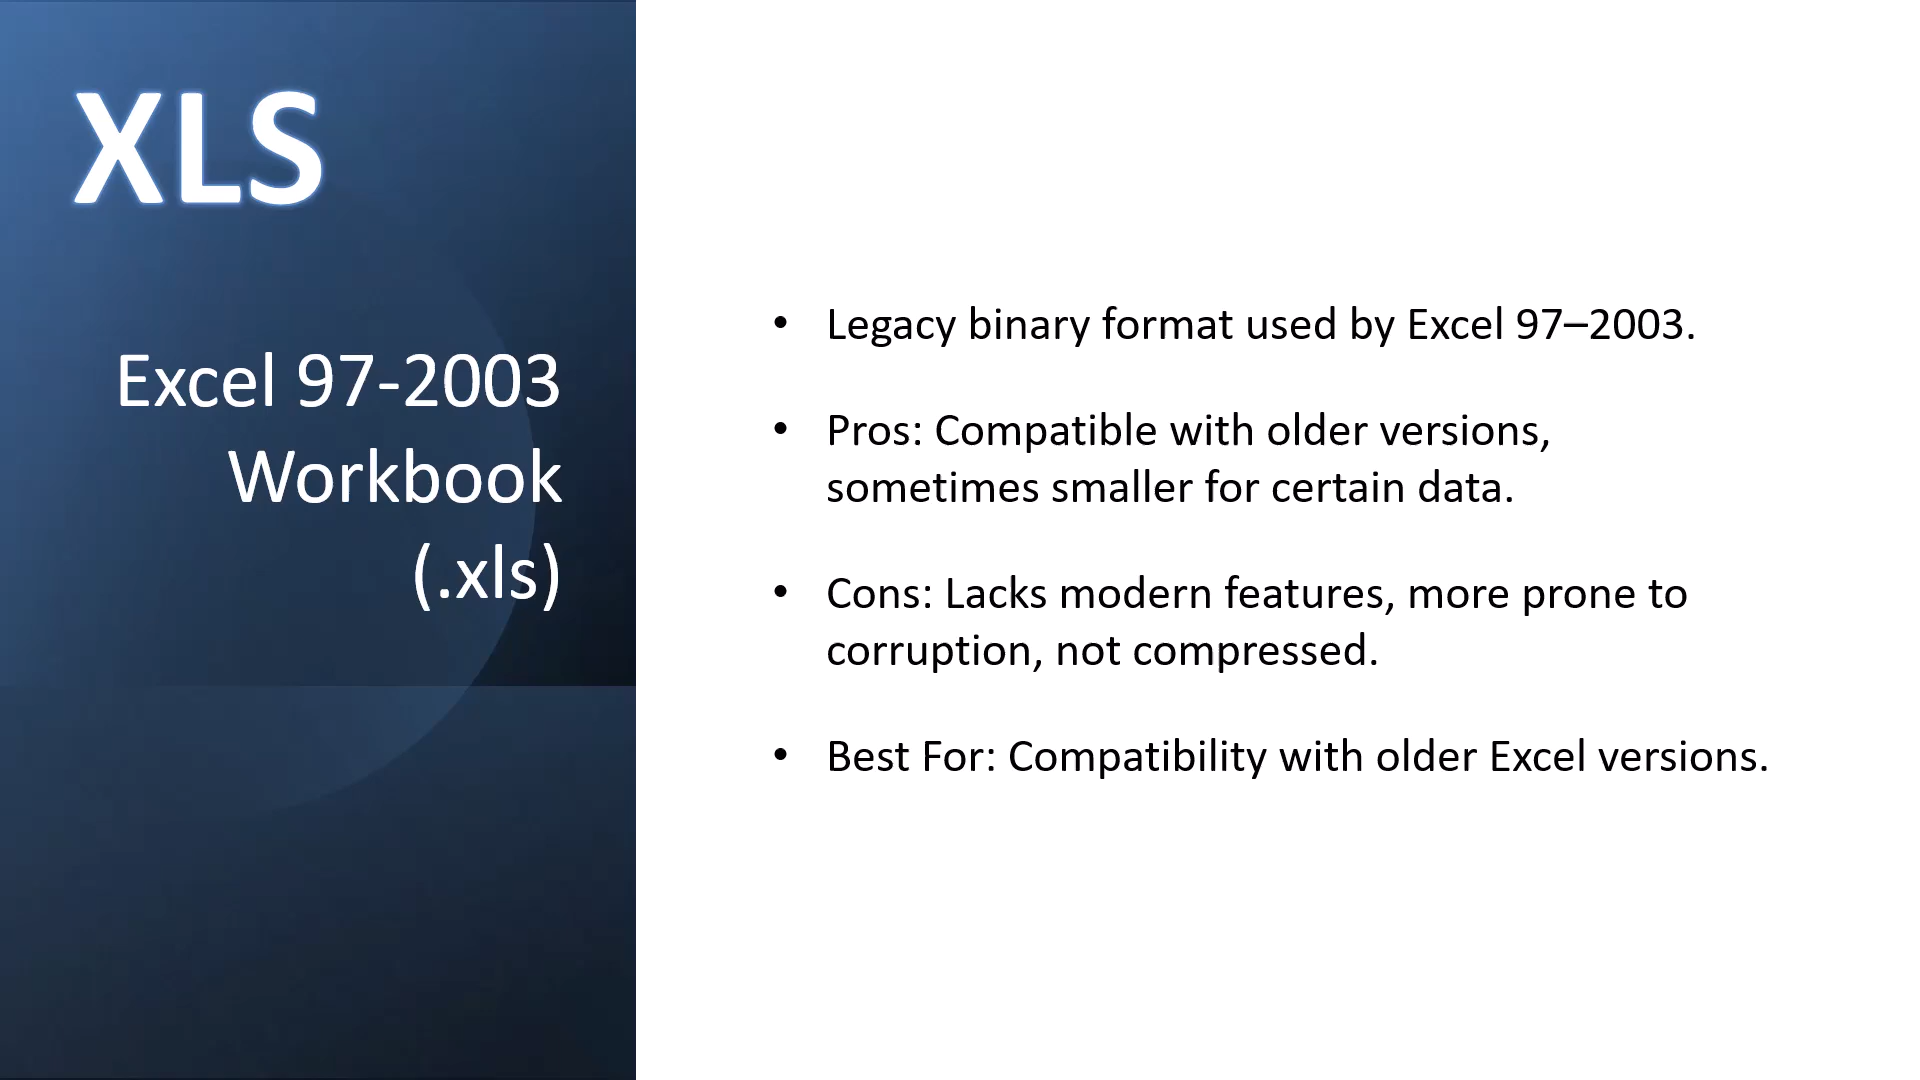 XLS
Excel 97-2003
Workbook
(.xls)
• Legacy binary format used by Excel 97–2003.
• Pros: Compatible with older versions,
sometimes smaller for certain data.
• Cons: Lacks modern features, more prone to
corruption, not compressed.
• Best For: Compatibility with older Excel versions.